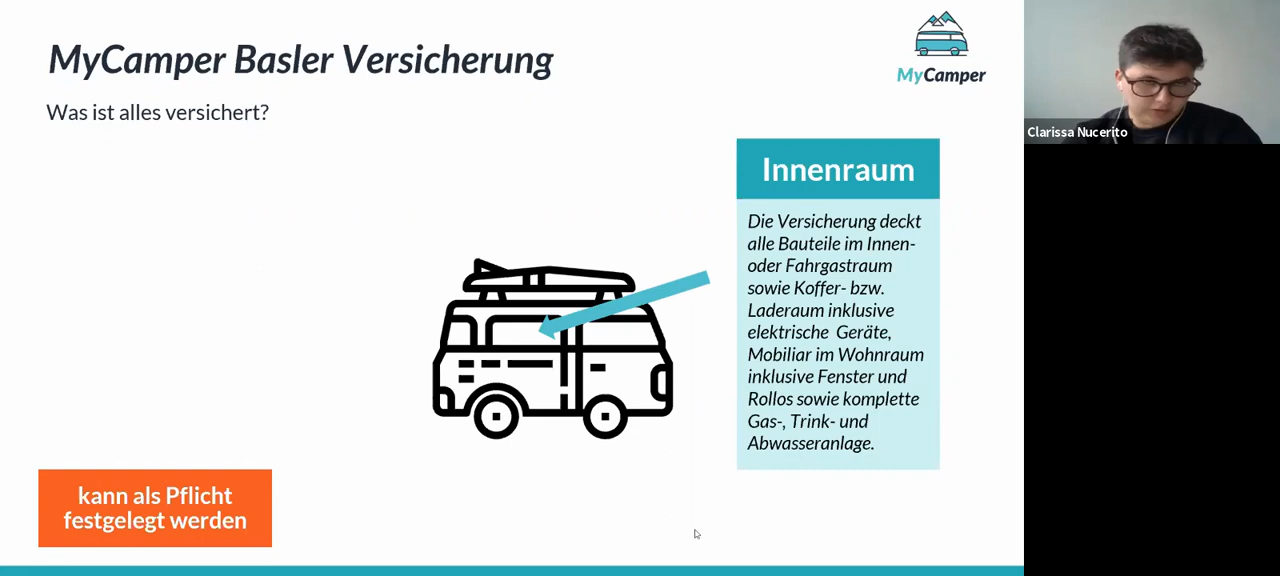 MyCamper Basler Versicherung
Was ist alles versichert?
MyCamper
Clarissa Nucerito
Innenraum
Die Versicherung deckt
alle Bauteile im Innen-
oder Fahrgastraum
sowie Koffer- bzw.
Laderaum inklusive
elektrische Geräte,
Mobiliar im Wohnraum
inklusive Fenster und
Rollos sowie komplette
Gas-, Trink- und
Abwasseranlage.
kann als Pflicht
festgelegt werden